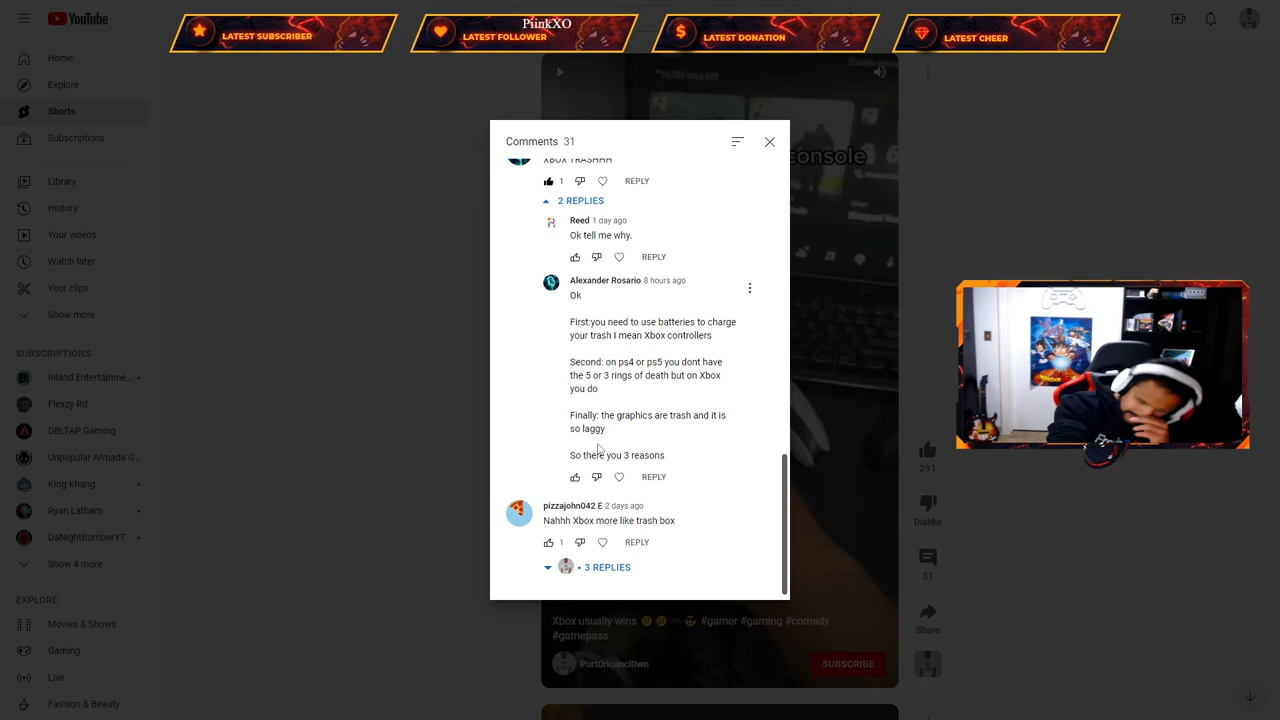 YouTube
LATEST SUBSCRIBER
PiinkXO
LATEST FOLLOWER
LATEST DONATION
LATEST CHEER
Home
Explore
Shorts
Subscriptions
Library
History
Your videos
Watch later
Your clips
Show more
SUBSCRIPTIONS
Inland Entertainme...
Flexzy Rd
DBLTAP Gaming
Unpopular Armada G...
King Khang
Ryan Latham
DaNightBomberYT.
Show 4 more
EXPLORE
Movies & Shows
Gaming
Live
Fashion & Beauty
console
Comments 31
XBOX TRASHHH
1 REPLY
2 REPLIES
Reed 1 day ago
Ok tell me why.
REPLY
Alexander Rosario 8 hours ago
Ok
First:you need to use batteries to charge
your trash I mean Xbox controllers
Second: on ps4 or ps5 you dont have
the 5 or 3 rings of death but on Xbox
you do
Finally: the graphics are trash and it is
so laggy
So there you 3 reasons
REPLY
pizzajohn042 E 2 days ago
Nahhh Xbox more like trash box
1 REPLY
• 3 REPLIES
291
Dislike
31
Share
Xbox usually wins 🤣 🤣 🎮 😎 #gamer #gaming #comedy
#gamepass
Purt0ricancl0wn
SUBSCRIBE